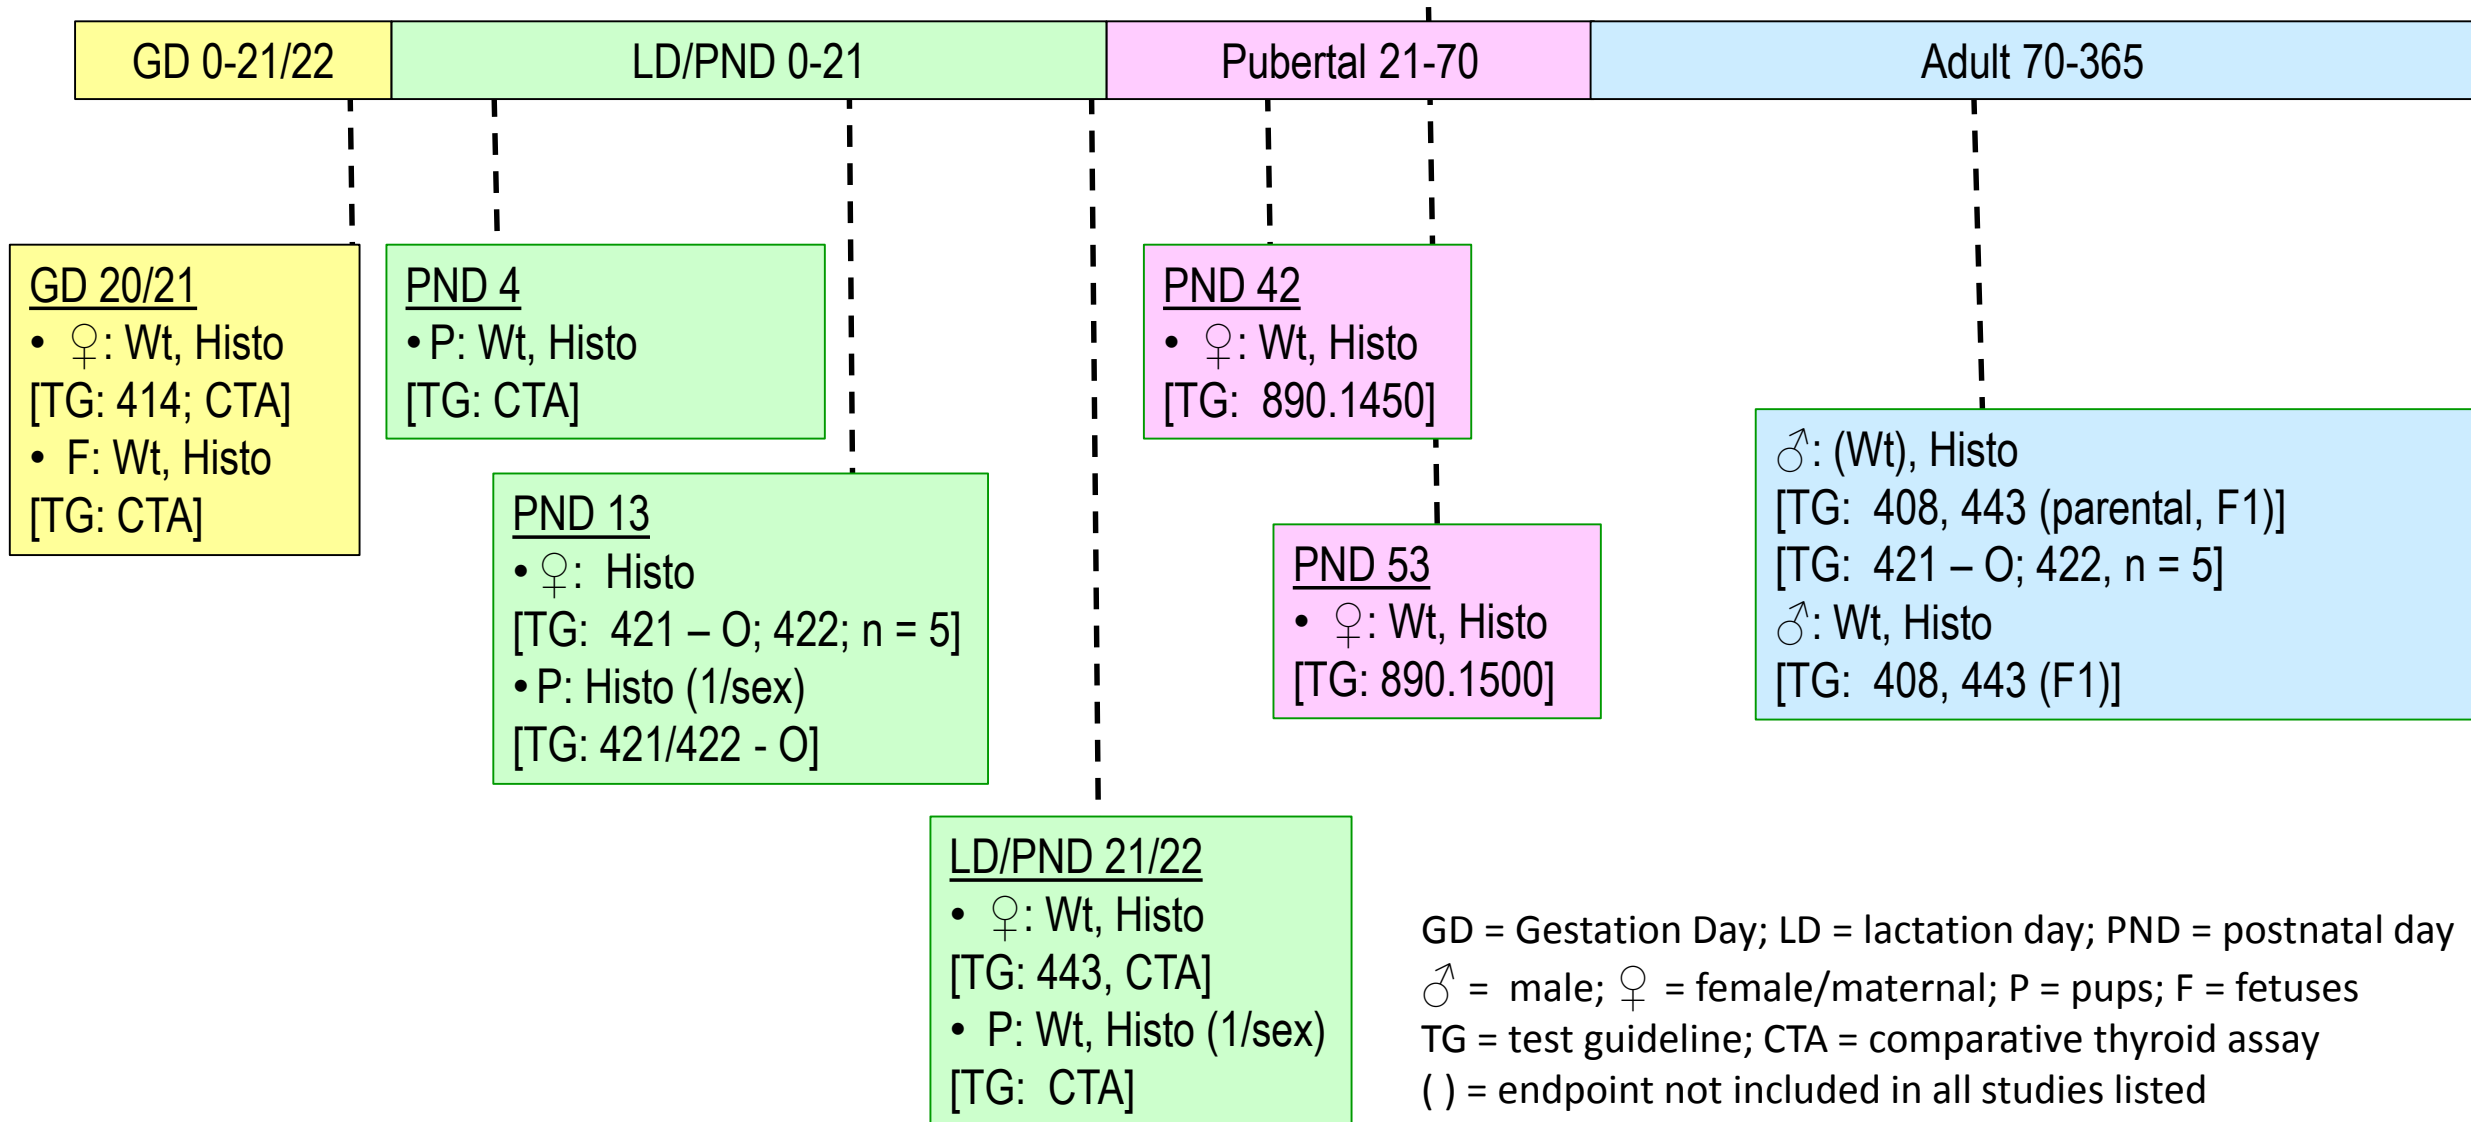 GD 0-21/22
LD/PND 0-21
Pubertal 21-70
Adult 70-365
GD 20/21
• ♀: Wt, Histo
[TG: 414; CTA]
• F: Wt, Histo
[TG: CTA]
PND 4
• P: Wt, Histo
[TG: CTA]
PND 13
• ♀: Histo
[TG: 421 – O; 422; n = 5]
• P: Histo (1/sex)
[TG: 421/422 - O]
LD/PND 21/22
• ♀: Wt, Histo
[TG: 443, CTA]
• P: Wt, Histo (1/sex)
[TG: CTA]
PND 42
• ♀: Wt, Histo
[TG: 890.1450]
PND 53
• ♀: Wt, Histo
[TG: 890.1500]
♂: (Wt), Histo
[TG: 408, 443 (parental, F1)]
[TG: 421 – O; 422, n = 5]
♂: Wt, Histo
[TG: 408, 443 (F1)]
GD = Gestation Day; LD = lactation day; PND = postnatal day
♂ = male; ♀ = female/maternal; P = pups; F = fetuses
TG = test guideline; CTA = comparative thyroid assay
( ) = endpoint not included in all studies listed